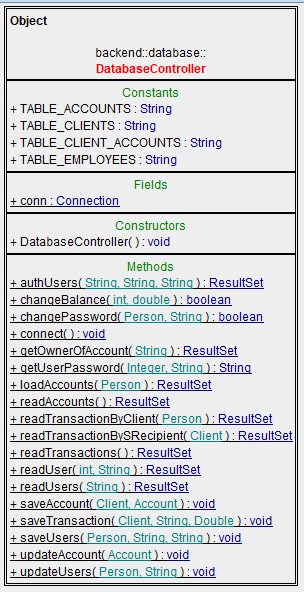 Object
backend::database::
DatabaseController
Constants
+ TABLE_ACCOUNTS : String
+ TABLE_CLIENTS : String
+ TABLE_CLIENT_ACCOUNTS : String
+ TABLE_EMPLOYEES : String
Fields
+ conn : Connection
Constructors
+ DatabaseController( ) : void
Methods
+ authUsers( String, String, String ) : ResultSet
+ changeBalance( int, double ) : boolean
+ changePassword( Person, String ) : boolean
+ connect( ) : void
+ getOwnerOfAccount( String ) : ResultSet
+ getUserPassword( Integer, String ) : String
+ loadAccounts( Person ) : ResultSet
+ readAccounts( ) : ResultSet
+ readTransactionByClient( Person ) : ResultSet
+ readTransactionBySRecipient( Client ) : ResultSet
+ readTransactions( ) : ResultSet
+ readUser( int, String ) : ResultSet
+ readUsers( String ) : ResultSet
+ saveAccount( Client, Account ) : void
+ saveTransaction( Client, String, Double ) : void
+ saveUsers( Person, String, String ) : void
+ updateAccount( Account ) : void
+ updateUsers( Person, String ) : void